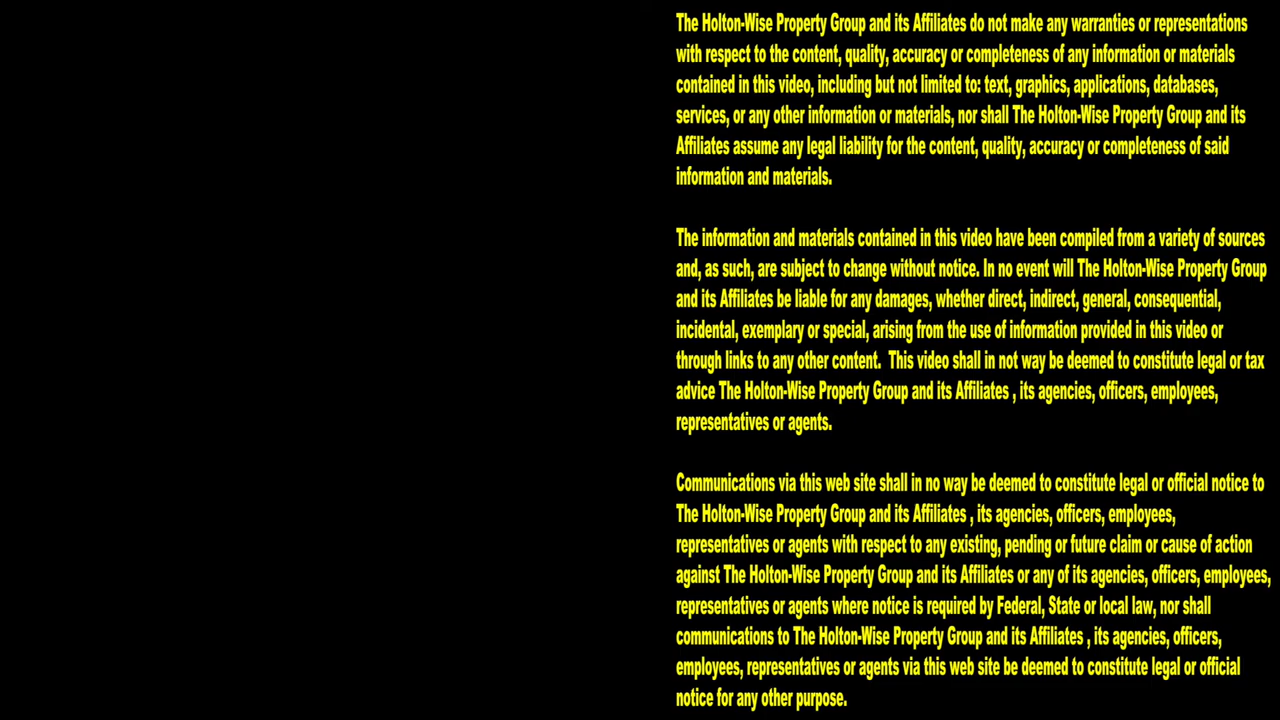 The Holton-Wise Property Group and its Affiliates do not make any warranties or representations
with respect to the content, quality, accuracy or completeness of any information or materials
contained in this video, including but not limited to: text, graphics, applications, databases,
services, or any other information or materials, nor shall The Holton-Wise Property Group and its
Affiliates assume any legal liability for the content, quality, accuracy or completeness of said
information and materials.
The information and materials contained in this video have been compiled from a variety of sources
and, as such, are subject to change without notice. In no event will The Holton-Wise Property Group
and its Affiliates be liable for any damages, whether direct, indirect, general, consequential,
incidental, exemplary or special, arising from the use of information provided in this video or
through links to any other content.  This video shall in not way be deemed to constitute legal or tax
advice The Holton-Wise Property Group and its Affiliates , its agencies, officers, employees,
representatives or agents.
Communications via this web site shall in no way be deemed to constitute legal or official notice to
The Holton-Wise Property Group and its Affiliates , its agencies, officers, employees,
representatives or agents with respect to any existing, pending or future claim or cause of action
against The Holton-Wise Property Group and its Affiliates or any of its agencies, officers, employees,
representatives or agents where notice is required by Federal, State or local law, nor shall
communications to The Holton-Wise Property Group and its Affiliates , its agencies, officers,
employees, representatives or agents via this web site be deemed to constitute legal or official
notice for any other purpose.